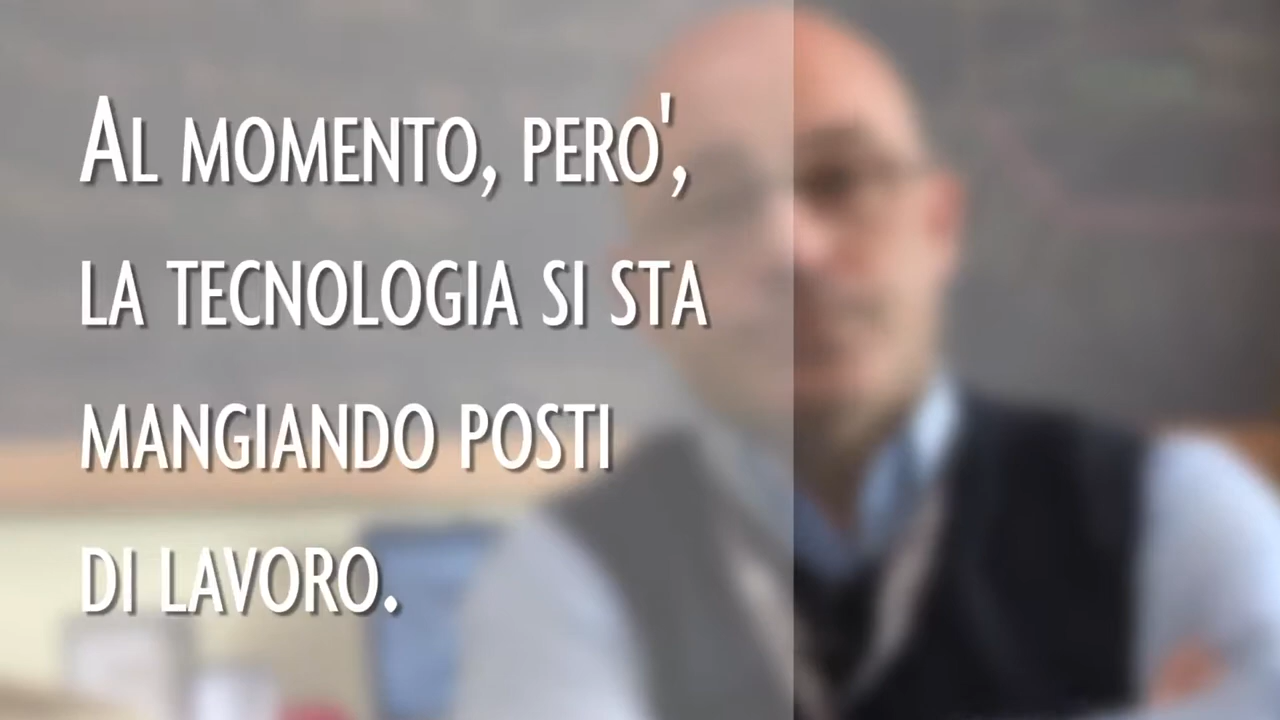 Al momento, pero',
la tecnologia si sta
mangiando posti
di lavoro.